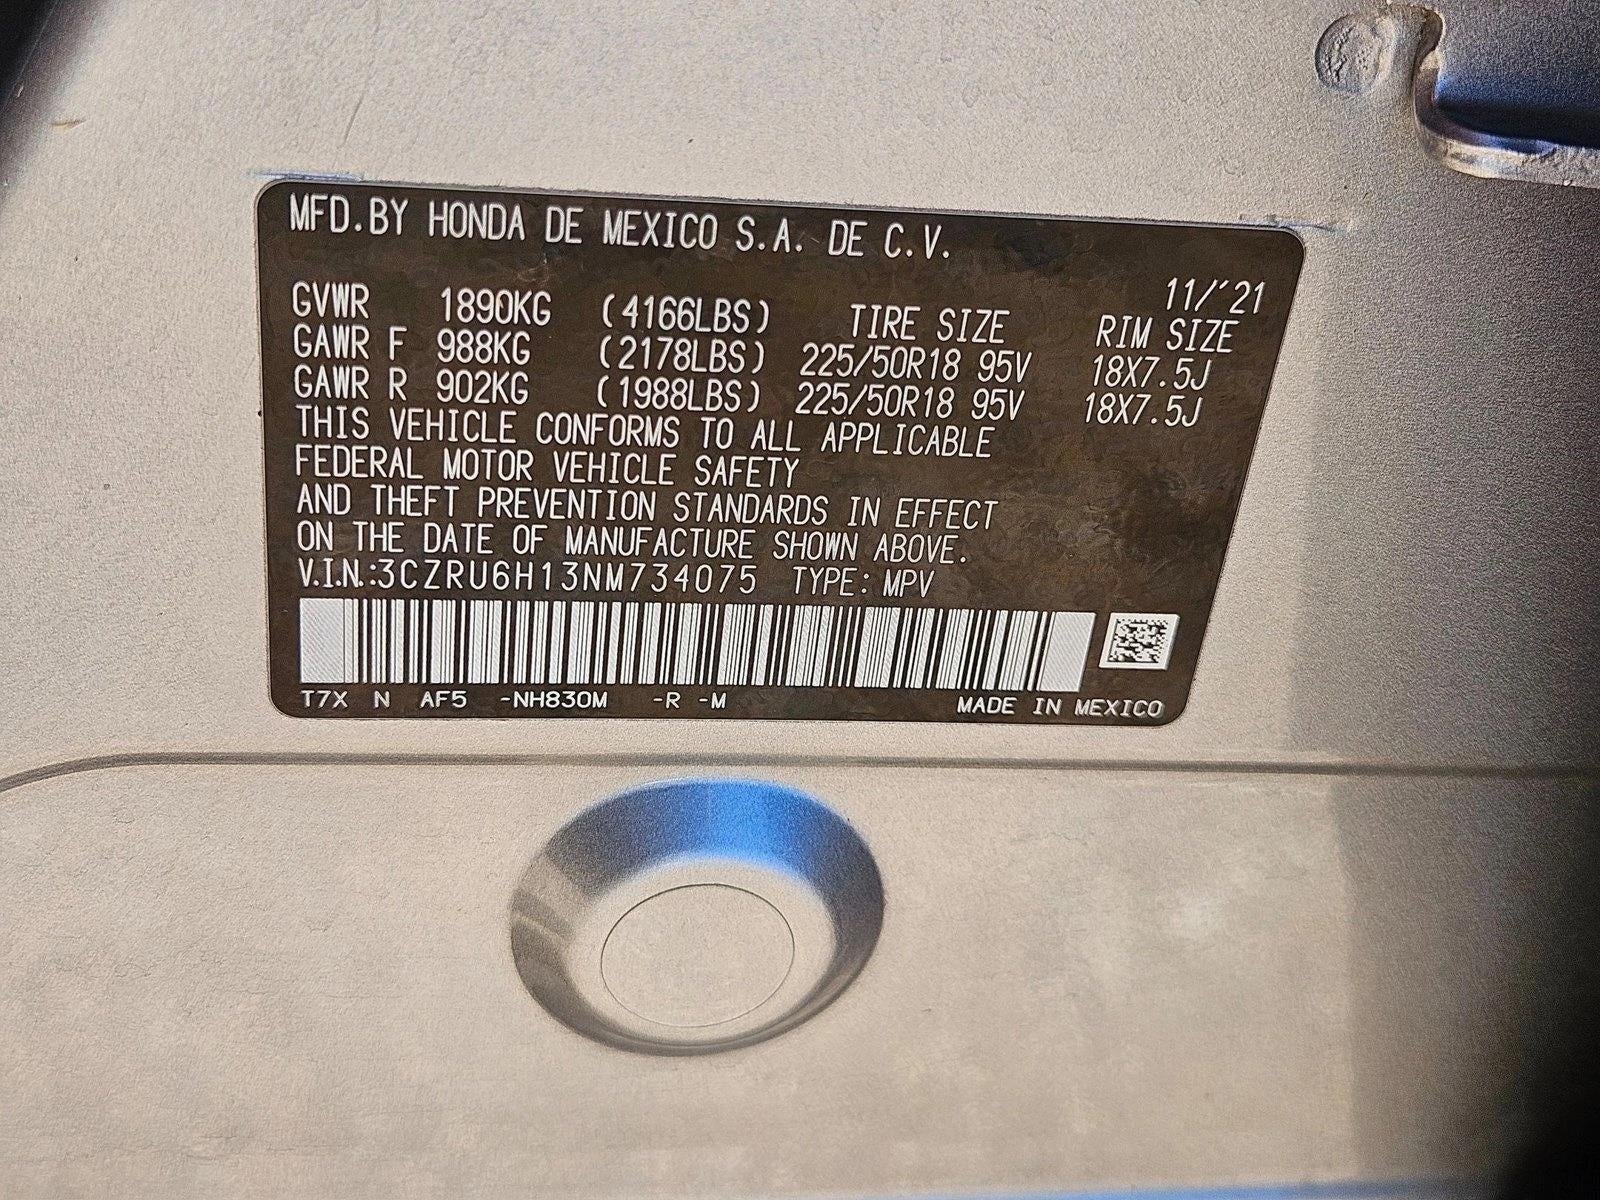 MFD.BY HONDA DE MEXICO S.A. DE C.V.
11/'21
GVWR 1890KG (4166LBS) TIRE SIZE RIM SIZE
GAWR F 988KG (2178LBS) 225/50R18 95V 18X7.5J
GAWR R 902KG (1988LBS) 225/50R18 95V 18X7.5J
THIS VEHICLE CONFORMS TO ALL APPLICABLE
FEDERAL MOTOR VEHICLE SAFETY
AND THEFT PREVENTION STANDARDS IN EFFECT
ON THE DATE OF MANUFACTURE SHOWN ABOVE.
V.I.N.:3CZRU6H13NM734075 TYPE: MPV
T7X N AF5 -NH830M -R -M MADE IN MEXICO